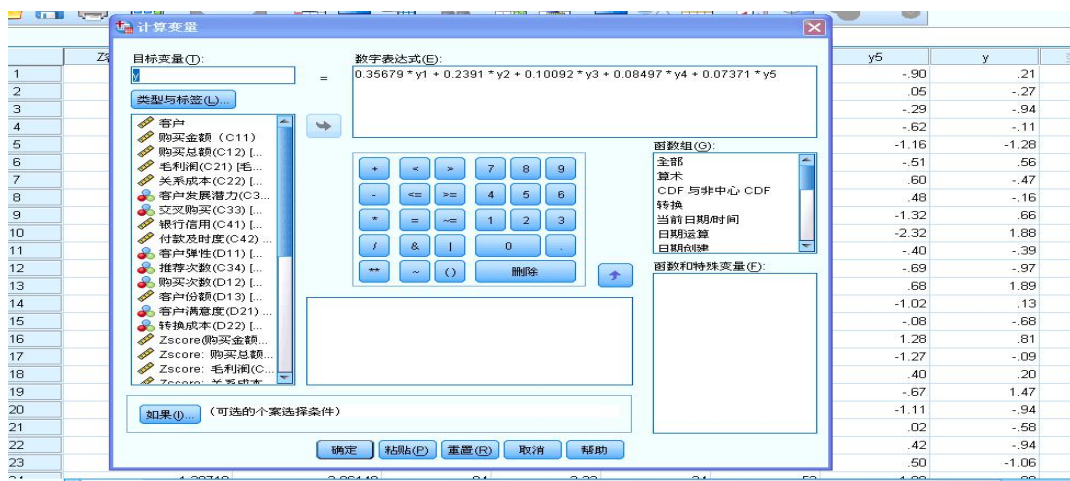 计算变量
目标变量(T):
y
=
数字表达式(E):
0.35679 * y1 + 0.2391 * y2 + 0.10092 * y3 + 0.08497 * y4 + 0.07371 * y5
类型与标签(L)...
客户
购买金额（C11)
购买总额(C12) [...
毛利润(C21) [毛...
关系成本(C22) [...
客户发展潜力(C3...
交叉购买(C33) [...
银行信用(C41) [...
付款及时度(C42) ...
客户弹性(D11) [...
推荐次数(C34) [...
购买次数(D12) [...
客户份额(D13) [...
客户满意度(D21) ...
转换成本(D22) [...
Zscore(购买金额...
Zscore: 购买总额...
Zscore: 毛利润(C...
+ < > 7 8 9
- <= >= 4 5 6
* = ~= 1 2 3
/ & | 0 .
** ~ () 删除
函数组(G):
全部
算术
CDF 与非中心 CDF
转换
当前日期/时间
日期运算
日期创建
函数和特殊变量(F):
如果(I)... (可选的个案选择条件)
确定 粘贴(P) 重置(R) 取消 帮助
y5 y
1 -.90 .21
2 .05 -.27
3 -.29 -.94
4 -.62 -.11
5 -1.16 -1.28
6 -.51 .56
7 .60 -.47
8 .48 -.16
9 -1.32 .66
10 -2.32 1.88
11 -.40 -.39
12 -.69 -.97
13 .68 1.89
14 -1.02 .13
15 -.08 -.68
16 1.28 .81
17 -1.27 -.09
18 .40 .20
19 -.67 1.47
20 -1.11 -.94
21 .02 -.58
22 .42 -.94
23 .50 -1.06